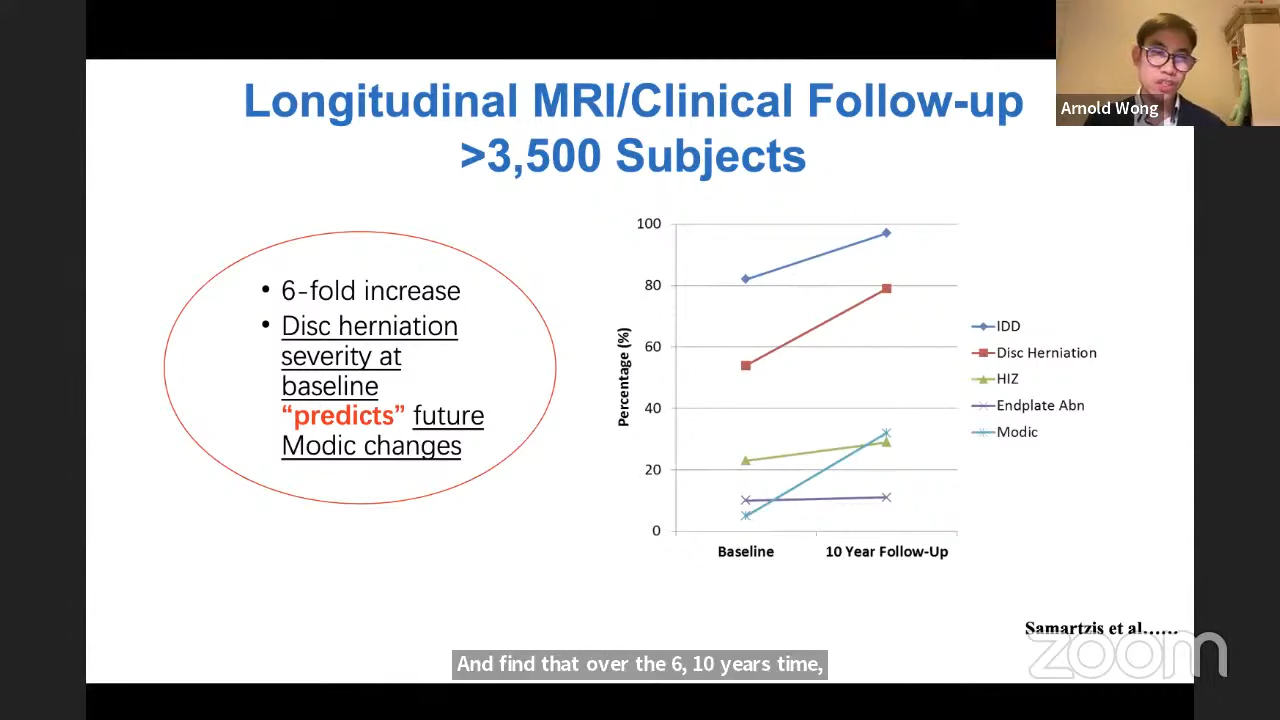 Longitudinal MRI/Clinical Follow-up
>3,500 Subjects
Arnold Wong
• 6-fold increase
• Disc herniation
severity at
baseline
“predicts” future
Modic changes
Percentage (%)
100
80
60
40
20
0
Baseline
10 Year Follow-Up
IDD
Disc Herniation
HIZ
Endplate Abn
Modic
Samartzis et al......
zoom
And find that over the 6, 10 years time,